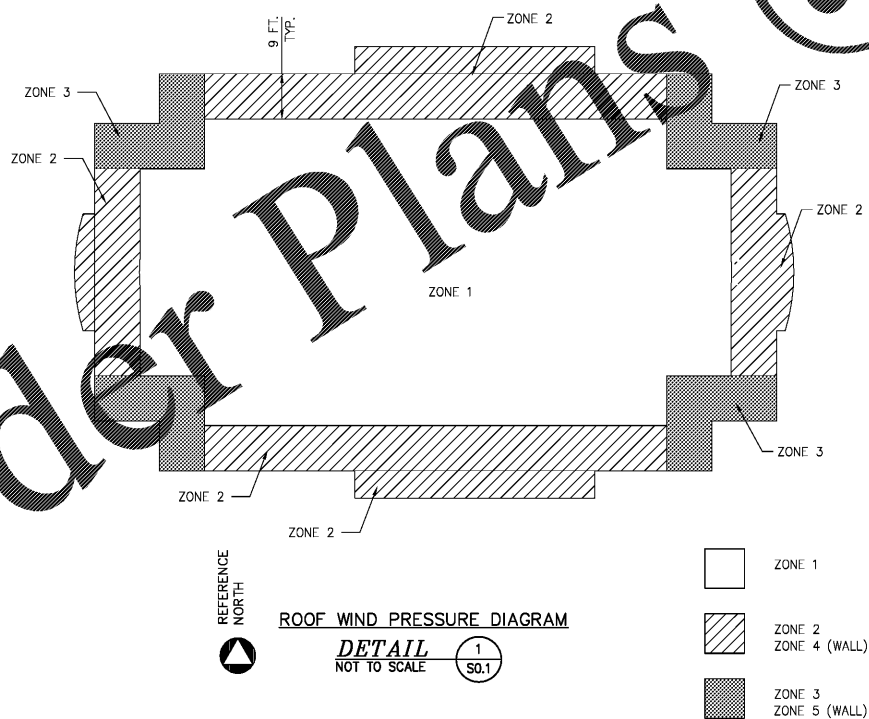 ZONE 2
9 FT.
TYP.
ZONE 3
ZONE 3
ZONE 2
ZONE 2
ZONE 1
der Plans
ZONE 3
ZONE 2
ZONE 2
REFERENCE
NORTH
ROOF WIND PRESSURE DIAGRAM
DETAIL
NOT TO SCALE
1
S0.1
ZONE 1
ZONE 2
ZONE 4 (WALL)
ZONE 3
ZONE 5 (WALL)